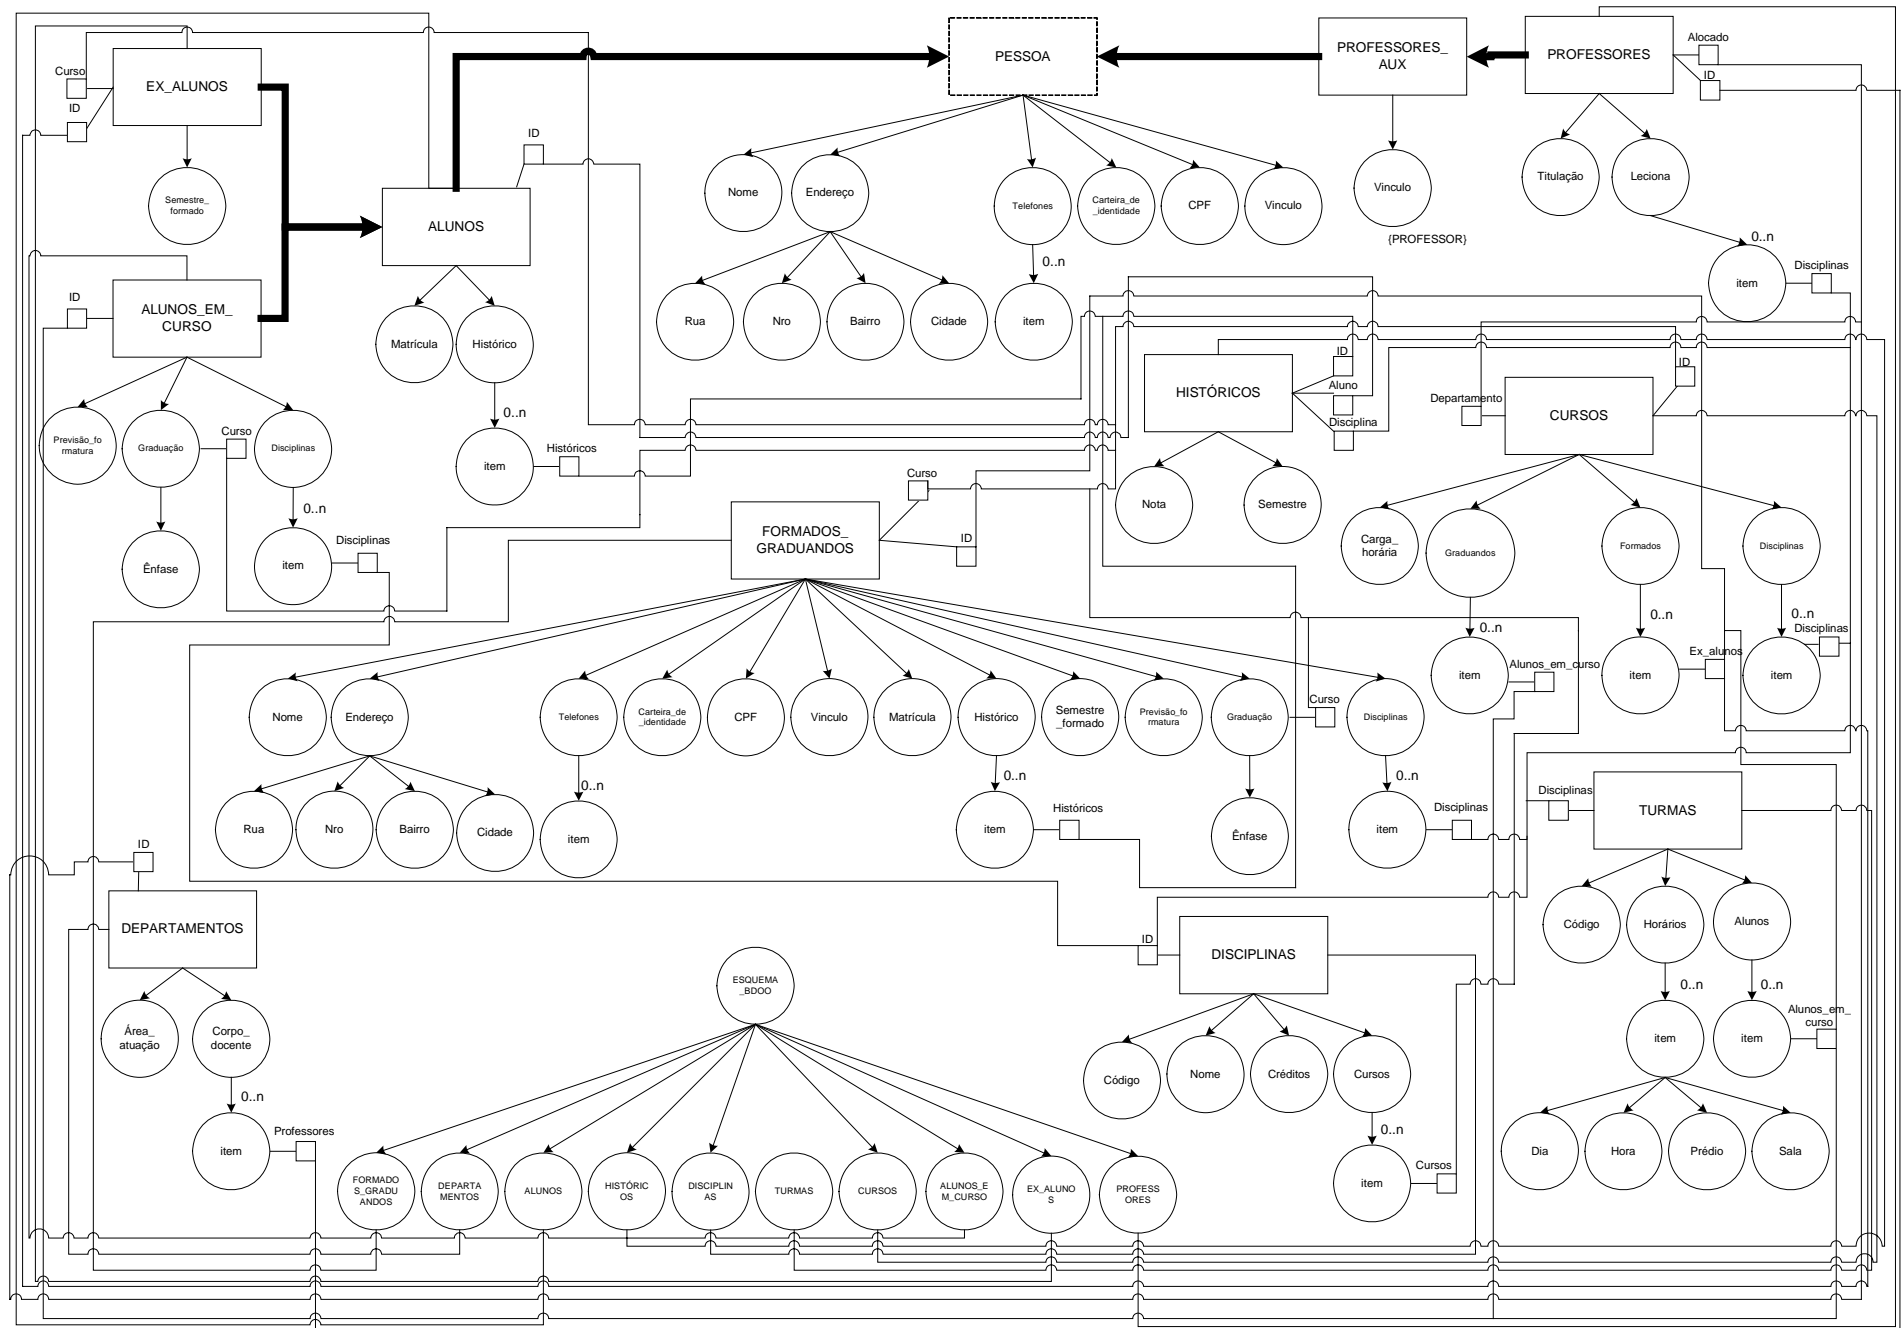 PESSOA
PROFESSORES_
AUX
PROFESSORES
Alocado
ID
EX_ALUNOS
Curso
ID
Semestre_
formado
ID
ALUNOS
Nome
Endereço
Telefones
Carteira_de
_identidade
CPF
Vinculo
Vinculo
{PROFESSOR}
Titulação
Leciona
0..n
item
Disciplinas
Rua
Nro
Bairro
Cidade
0..n
item
ID
ALUNOS_EM_
CURSO
Matrícula
Histórico
0..n
item
Históricos
Previsão_fo
rmatura
Graduação
Curso
Disciplinas
Ênfase
0..n
item
Disciplinas
HISTÓRICOS
ID
Aluno
Disciplina
Nota
Semestre
Departamento
CURSOS
ID
Carga_
horária
Graduandos
Formados
Disciplinas
0..n
item
Alunos_em_curso
0..n
item
Ex_alunos
0..n
item
Disciplinas
FORMADOS_
GRADUANDOS
Curso
ID
Nome
Endereço
Telefones
Carteira_de
_identidade
CPF
Vinculo
Matrícula
Histórico
Semestre
_formado
Previsão_fo
rmatura
Graduação
Curso
Disciplinas
Rua
Nro
Bairro
Cidade
0..n
item
0..n
item
Históricos
Ênfase
0..n
item
Disciplinas
Disciplinas
TURMAS
Código
Horários
Alunos
0..n
item
0..n
item
Alunos_em_
curso
Dia
Hora
Prédio
Sala
ID
DEPARTAMENTOS
Área_
atuação
Corpo_
docente
0..n
item
Professores
ID
DISCIPLINAS
Código
Nome
Créditos
Cursos
0..n
item
Cursos
ESQUEMA
_BDOO
FORMADO
S_GRADU
ANDOS
DEPARTA
MENTOS
ALUNOS
HISTÓRIC
OS
DISCIPLIN
AS
TURMAS
CURSOS
ALUNOS_E
M_CURSO
EX_ALUNO
S
PROFESS
ORES